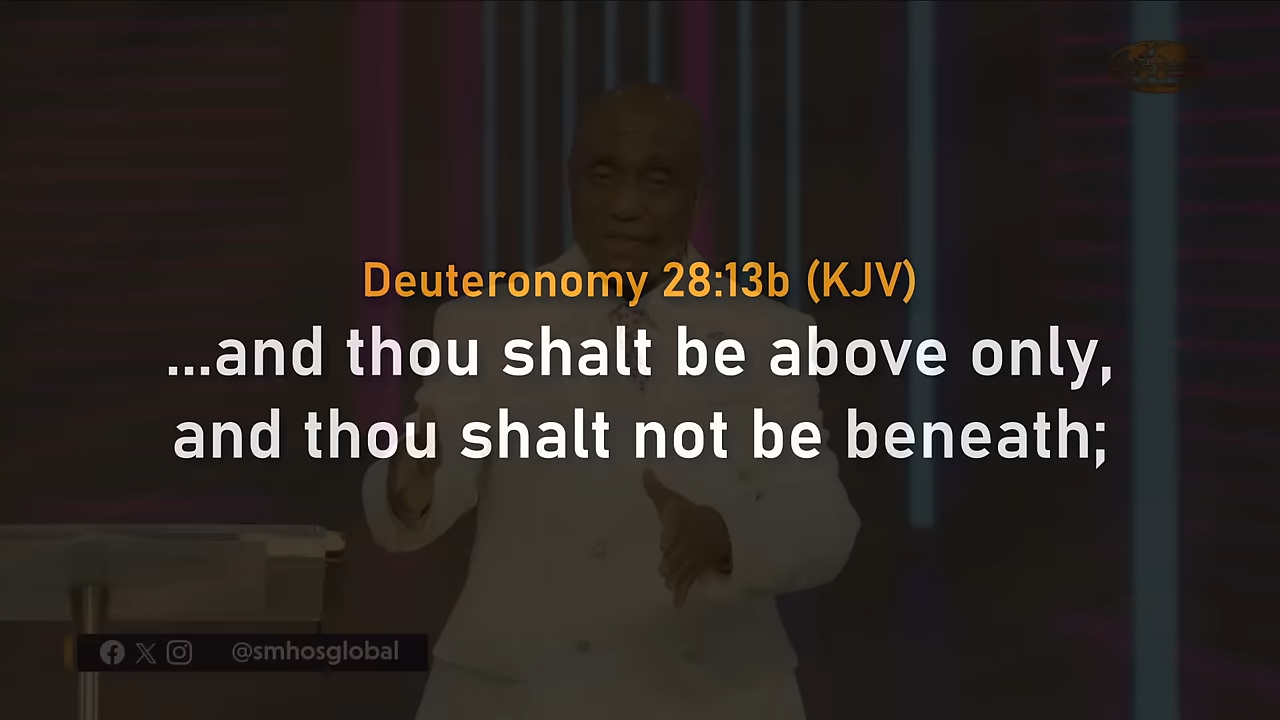 Deuteronomy 28:13b (KJV)
...and thou shalt be above only,
and thou shalt not be beneath;
@smhosglobal